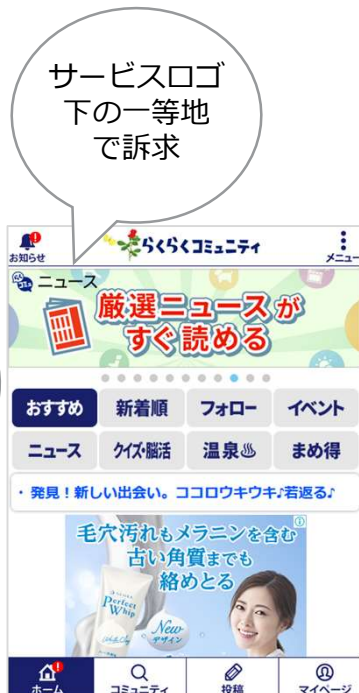 サービスロゴ
下の一等地
で訴求
お知らせ
らくらくコミュニティ
メニュー
らく
コミュ
ニュース
厳選ニュースが
すぐ読める
おすすめ
新着順
フォロー
イベント
ニュース
クイズ・脳活
温泉♨
まめ得
・発見！新しい出会い。ココロウキウキ♪若返る♪
毛穴汚れもメラニンを含む
古い角質までも
絡めとる
Perfect
Whip
New
デザイン
ホーム
コミュニティ
投稿
マイページ